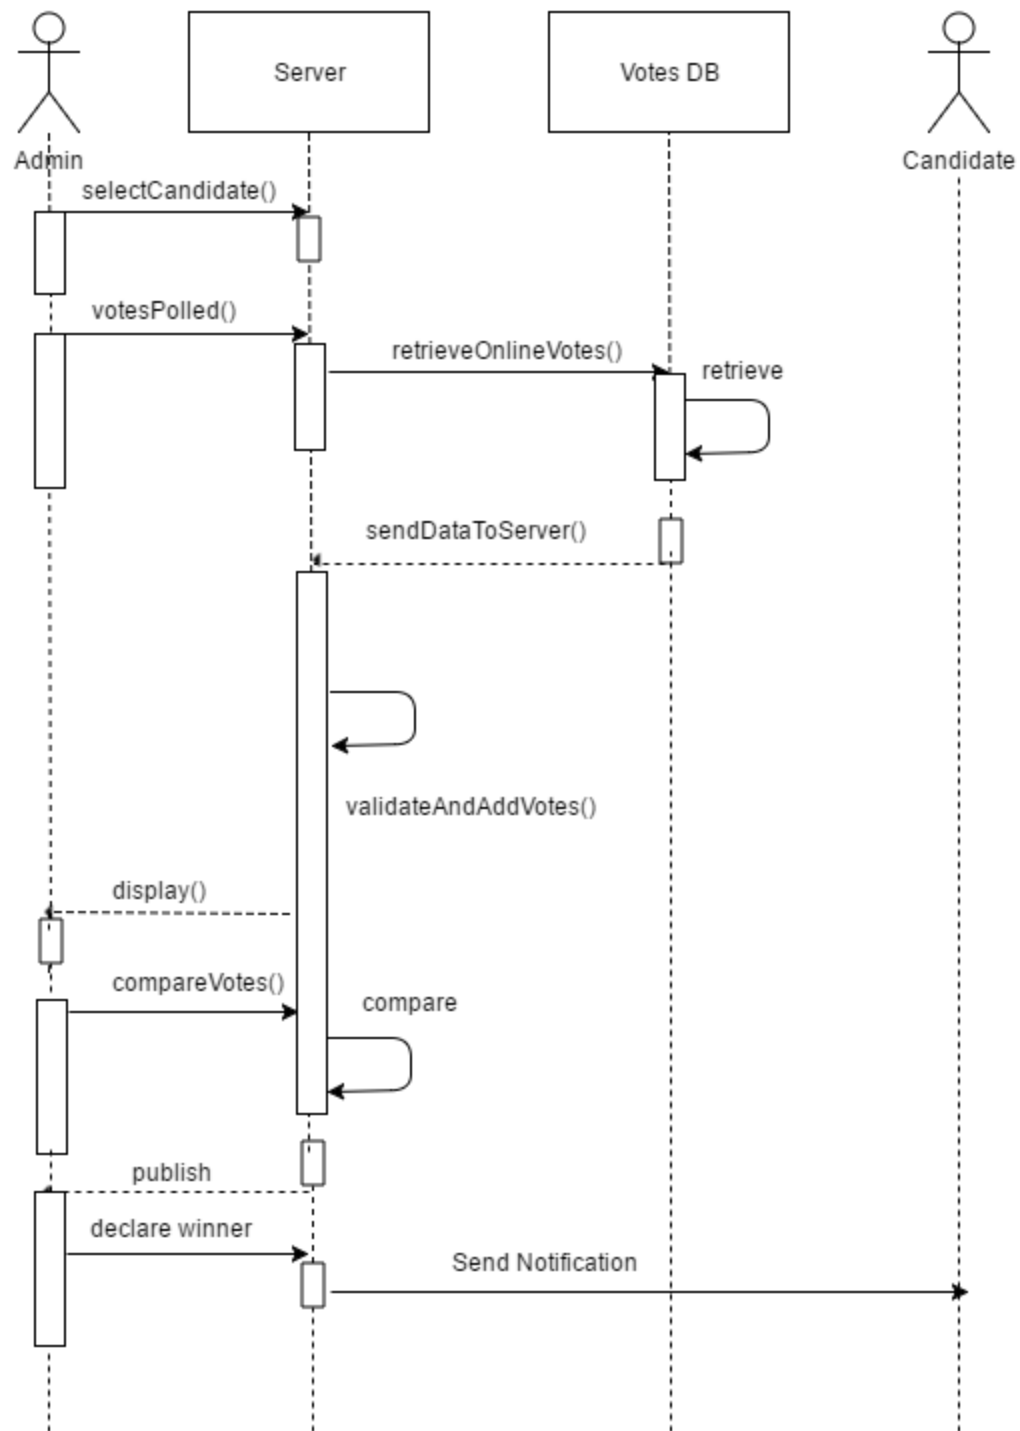 Server
Votes DB
Admin
Candidate
selectCandidate()
votesPolled()
retrieveOnlineVotes()
retrieve
sendDataToServer()
validateAndAddVotes()
display()
compareVotes()
compare
publish
declare winner
Send Notification